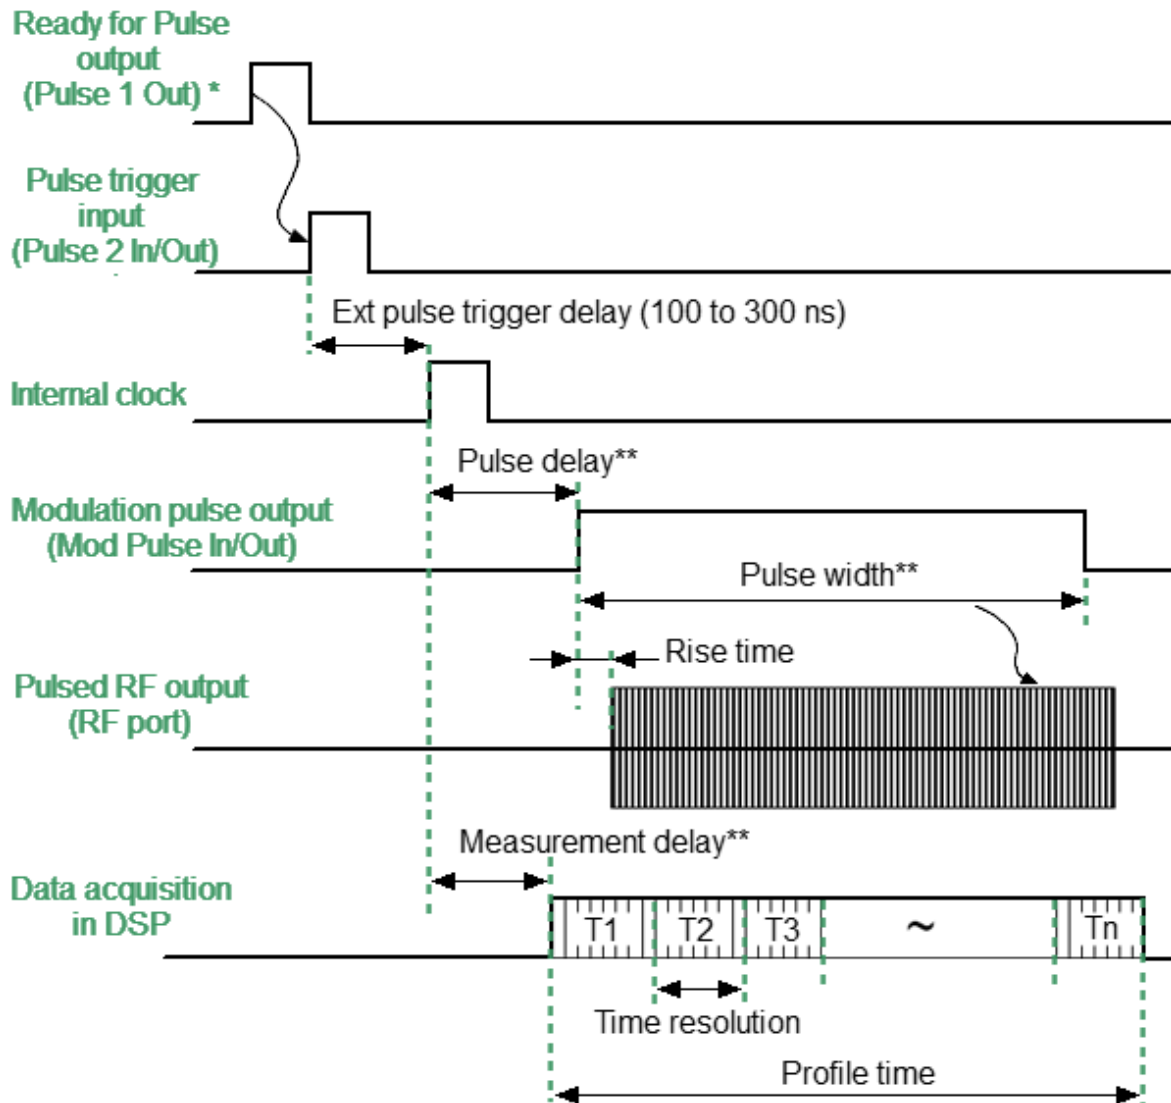 Ready for Pulse
output
(Pulse 1 Out) *
Pulse trigger
input
(Pulse 2 In/Out)
Ext pulse trigger delay (100 to 300 ns)
Internal clock
Pulse delay**
Modulation pulse output
(Mod Pulse In/Out)
Pulse width**
Rise time
Pulsed RF output
(RF port)
Measurement delay**
Data acquisition
in DSP
T1 T2 T3 ~ Tn
Time resolution
Profile time